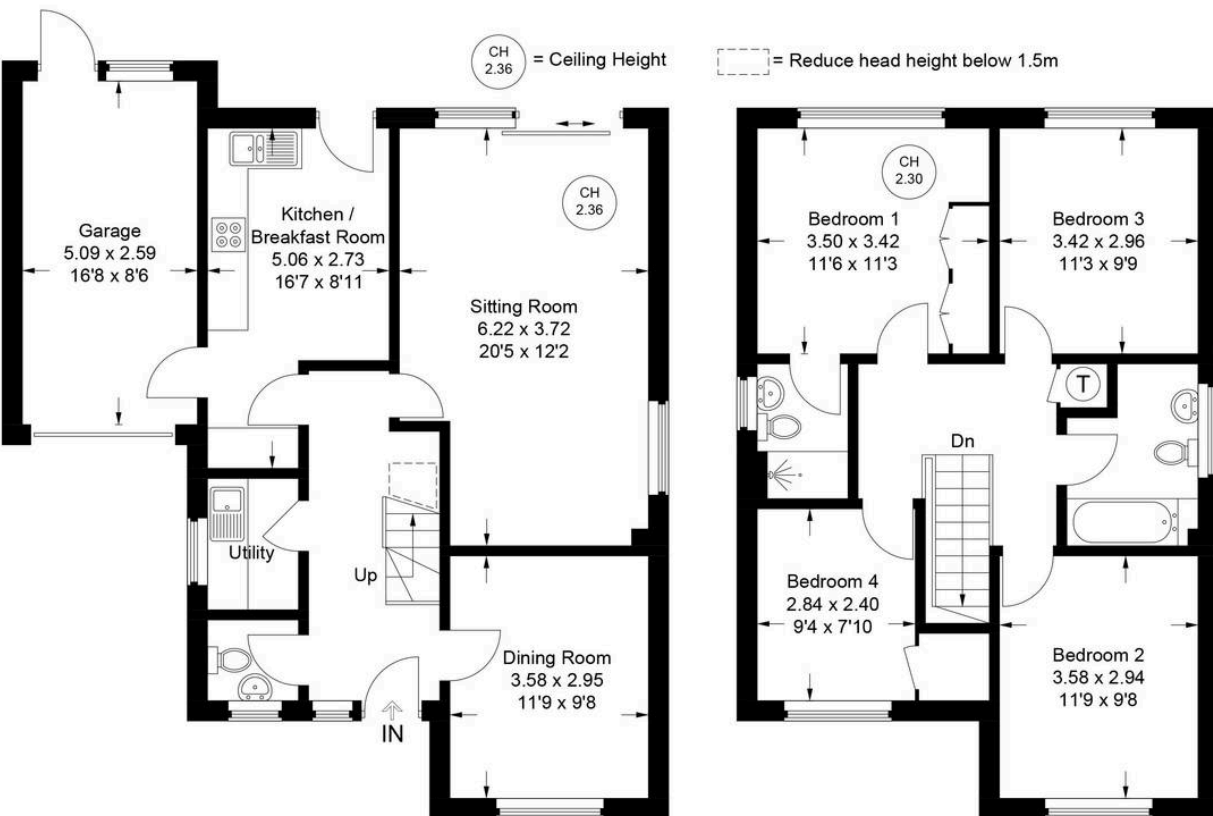 CH
2.36
= Ceiling Height
= Reduce head height below 1.5m
Garage
5.09 x 2.59
16'8 x 8'6
Kitchen /
Breakfast Room
5.06 x 2.73
16'7 x 8'11
CH
2.36
Sitting Room
6.22 x 3.72
20'5 x 12'2
Utility
Up
Dining Room
3.58 x 2.95
11'9 x 9'8
IN
CH
2.30
Bedroom 1
3.50 x 3.42
11'6 x 11'3
Bedroom 3
3.42 x 2.96
11'3 x 9'9
T
Dn
Bedroom 4
2.84 x 2.40
9'4 x 7'10
Bedroom 2
3.58 x 2.94
11'9 x 9'8